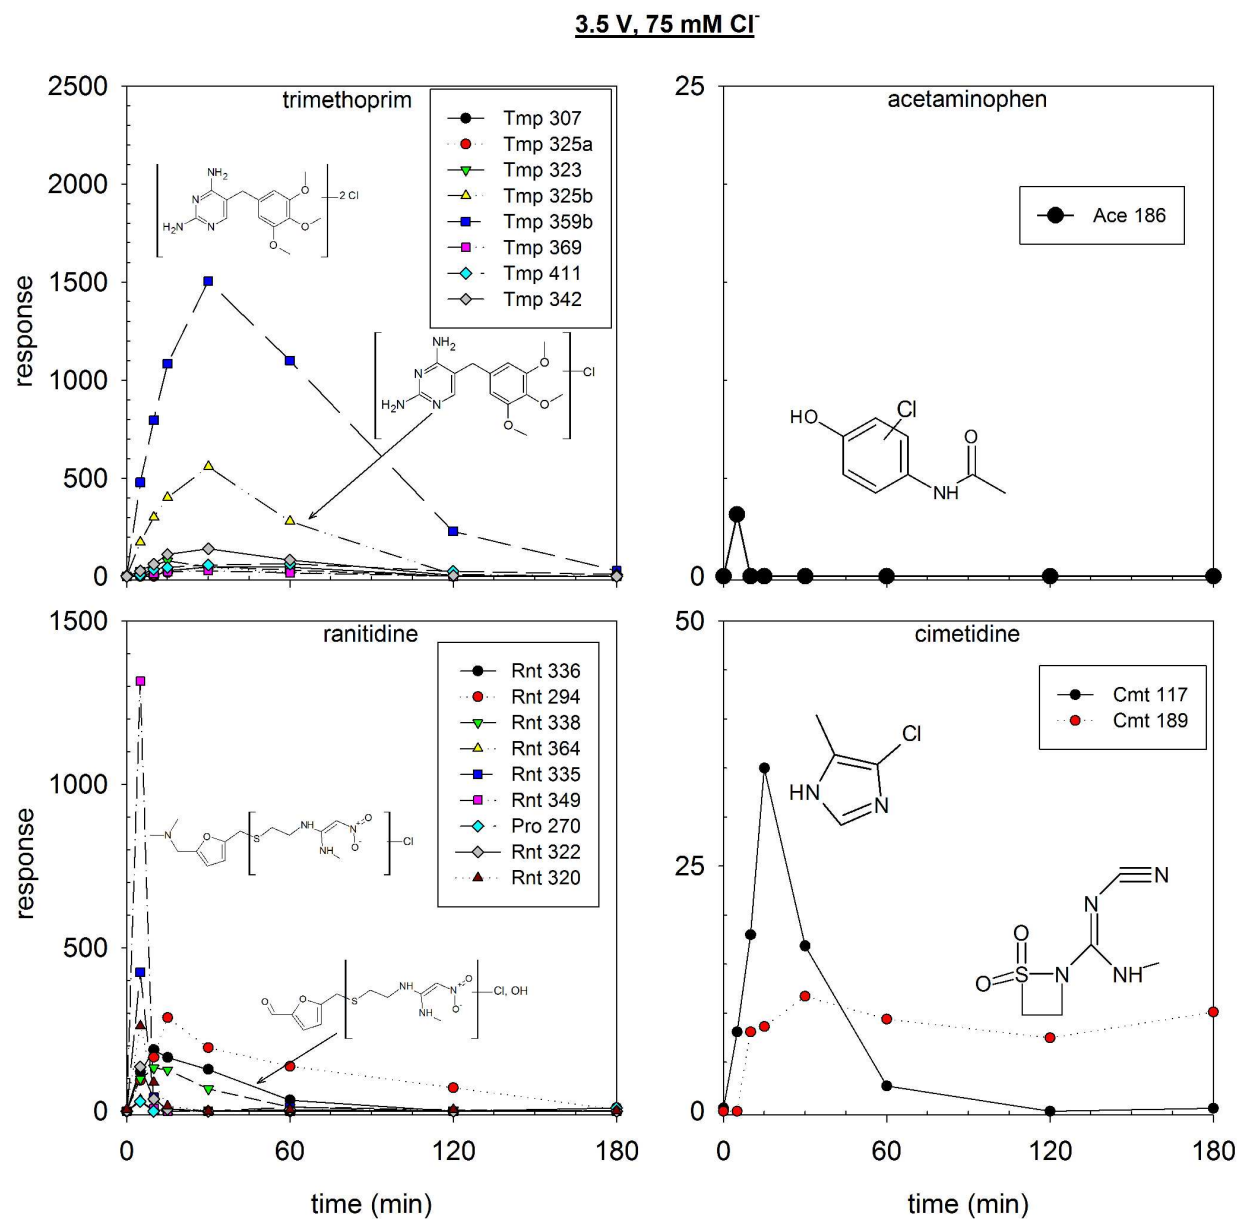 3.5 V, 75 mM Cl⁻
trimethoprim
2500
2000
1500
1000
500
0
response
Tmp 307
Tmp 325a
Tmp 323
Tmp 325b
Tmp 359b
Tmp 369
Tmp 411
Tmp 342
NH₂
N
H₂N
N
O
O
O
2 Cl
NH₂
N
H₂N
N
O
O
O
Cl
acetaminophen
25
0
Ace 186
HO
Cl
O
NH
ranitidine
1500
1000
500
0
response
Rnt 336
Rnt 294
Rnt 338
Rnt 364
Rnt 335
Rnt 349
Pro 270
Rnt 322
Rnt 320
N
O
S
NH
NH
N⁺
O
O⁻
Cl
O
O
S
NH
NH
N⁺
O
O⁻
Cl, OH
0
60
120
180
time (min)
cimetidine
50
25
0
Cmt 117
Cmt 189
Cl
HN
N
N
N
O
O
S
N
NH
0
60
120
180
time (min)